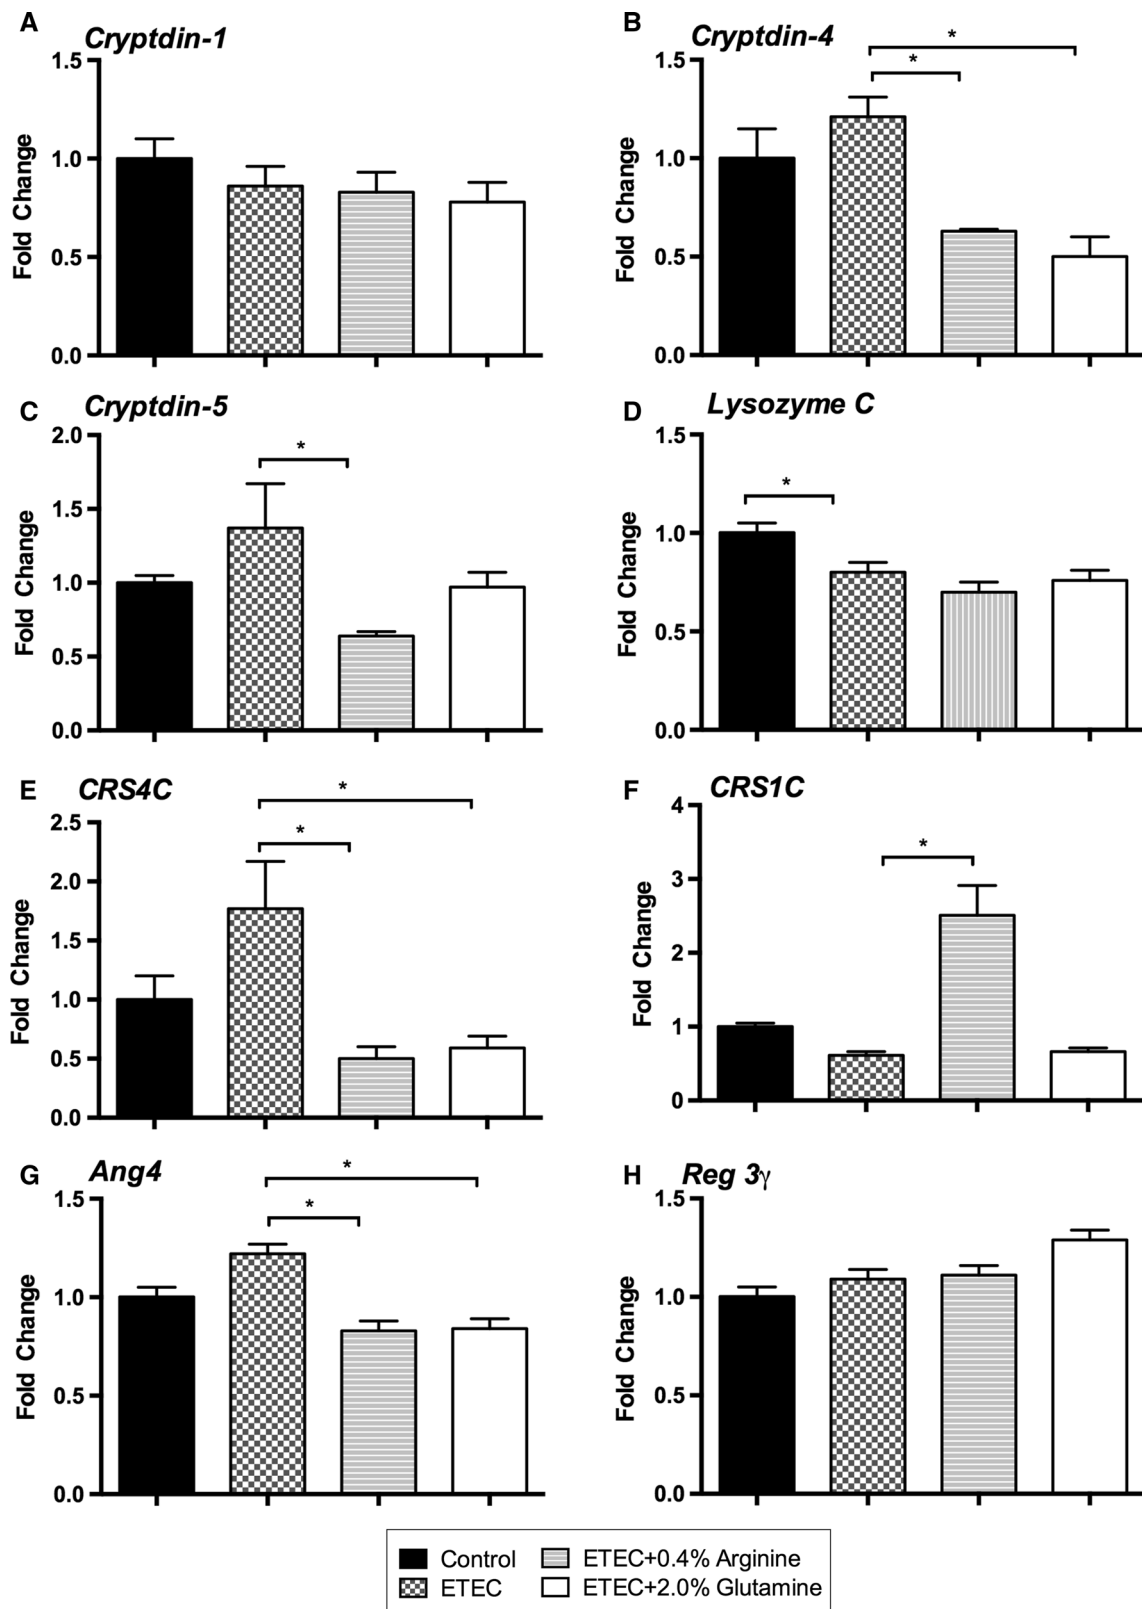 A Cryptdin-1
Fold Change
1.5
1.0
0.5
0.0
B Cryptdin-4
Fold Change
1.5
1.0
0.5
0.0
*
*
C Cryptdin-5
Fold Change
2.0
1.5
1.0
0.5
0.0
*
D Lysozyme C
Fold Change
1.5
1.0
0.5
0.0
*
E CRS4C
Fold Change
2.5
2.0
1.5
1.0
0.5
0.0
*
*
F CRS1C
Fold Change
4
3
2
1
0
*
G Ang4
Fold Change
1.5
1.0
0.5
0.0
*
*
H Reg 3γ
Fold Change
1.5
1.0
0.5
0.0
Control
ETEC+0.4% Arginine
ETEC
ETEC+2.0% Glutamine